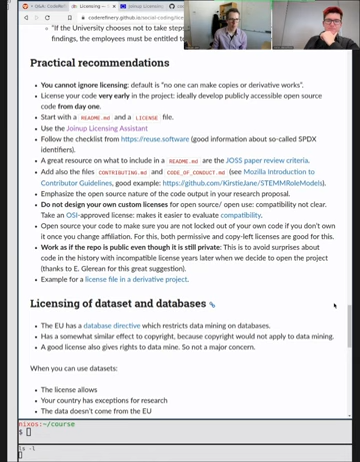 Licensing —
Joinup Licensing
coderefinery.github.io/social-coding/lice
"If the University chooses not to take steps
findings, the employees must be entitled to
Practical recommendations
• You cannot ignore licensing: default is "no one can make copies or derivative works".
• License your code very early in the project: ideally develop publicly accessible open source
code from day one.
• Start with a README.md and a LICENSE file.
• Use the Joinup Licensing Assistant
• Follow the checklist from https://reuse.software (good information about so-called SPDX
identifiers).
• A great resource on what to include in a README.md are the JOSS paper review criteria.
• Add also the files CONTRIBUTING.md and CODE_OF_CONDUCT.md (see Mozilla Introduction to
Contributor Guidelines, good example: https://github.com/KirstieJane/STEMMRoleModels).
• Emphasize the open source nature of the code output in your research proposal.
• Do not design your own custom licenses for open source/ open use: compatibility not clear.
Take an OSI-approved license: makes it easier to evaluate compatibility.
• Open source your code to make sure you are not locked out of your own code if you don't own
it once you change affiliation. For this, both permissive and copy-left licenses are good for this.
• Work as if the repo is public even though it is still private: This is to avoid surprises about
code in the history with incompatible license years later when we decide to open the project
(thanks to E. Glerean for this great suggestion).
• Example for a license file in a derivative project.
Licensing of dataset and databases
• The EU has a database directive which restricts data mining on databases.
• Has a somewhat similar effect to copyright, because copyright would not apply to data mining.
• A good license also gives rights to data mine. So not a major concern.
When you can use datasets:
• The license allows
• Your country has exceptions for research
• The data doesn't come from the EU
nixos:~/course
$
ls -l